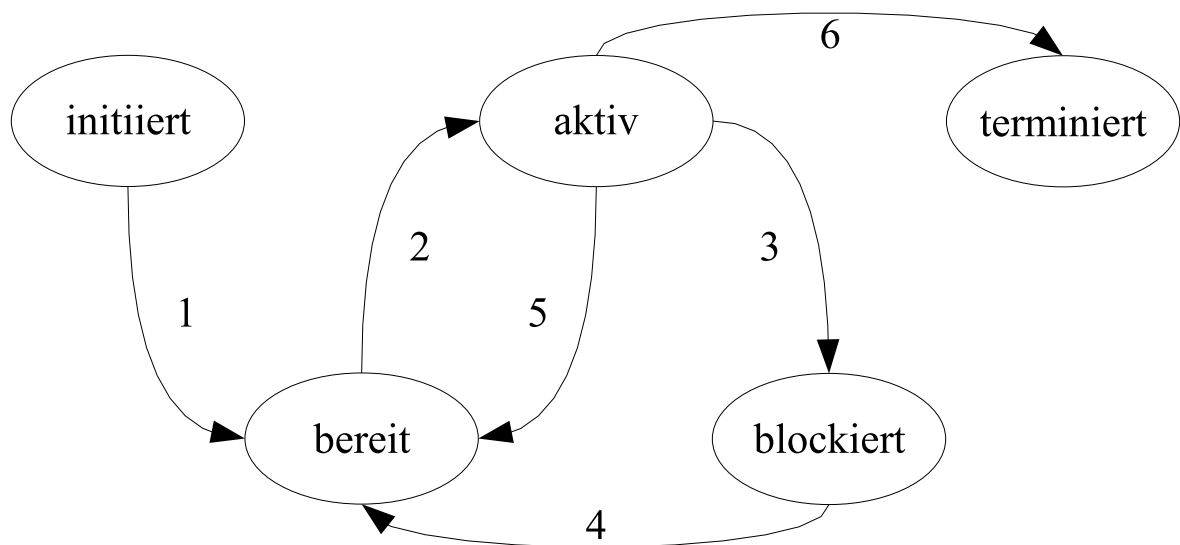 6
initiiert
aktiv
terminiert
2
3
1
5
bereit
blockiert
4